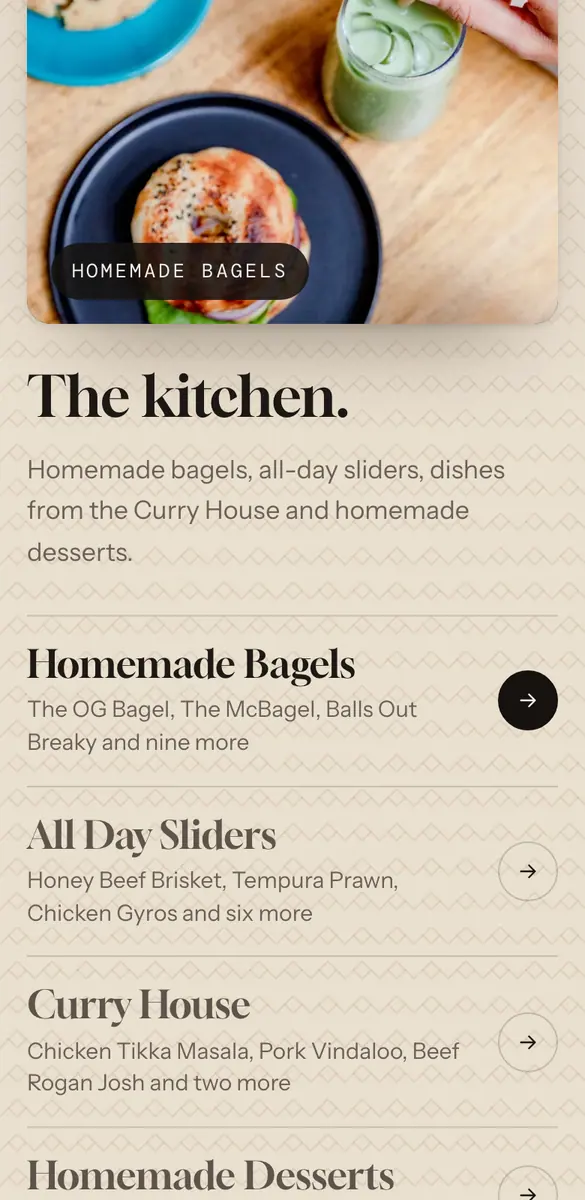 HOMEMADE BAGELS
The kitchen.
Homemade bagels, all-day sliders, dishes
from the Curry House and homemade
desserts.
Homemade Bagels
The OG Bagel, The McBagel, Balls Out
Breaky and nine more
All Day Sliders
Honey Beef Brisket, Tempura Prawn,
Chicken Gyros and six more
Curry House
Chicken Tikka Masala, Pork Vindaloo, Beef
Rogan Josh and two more
Homemade Desserts